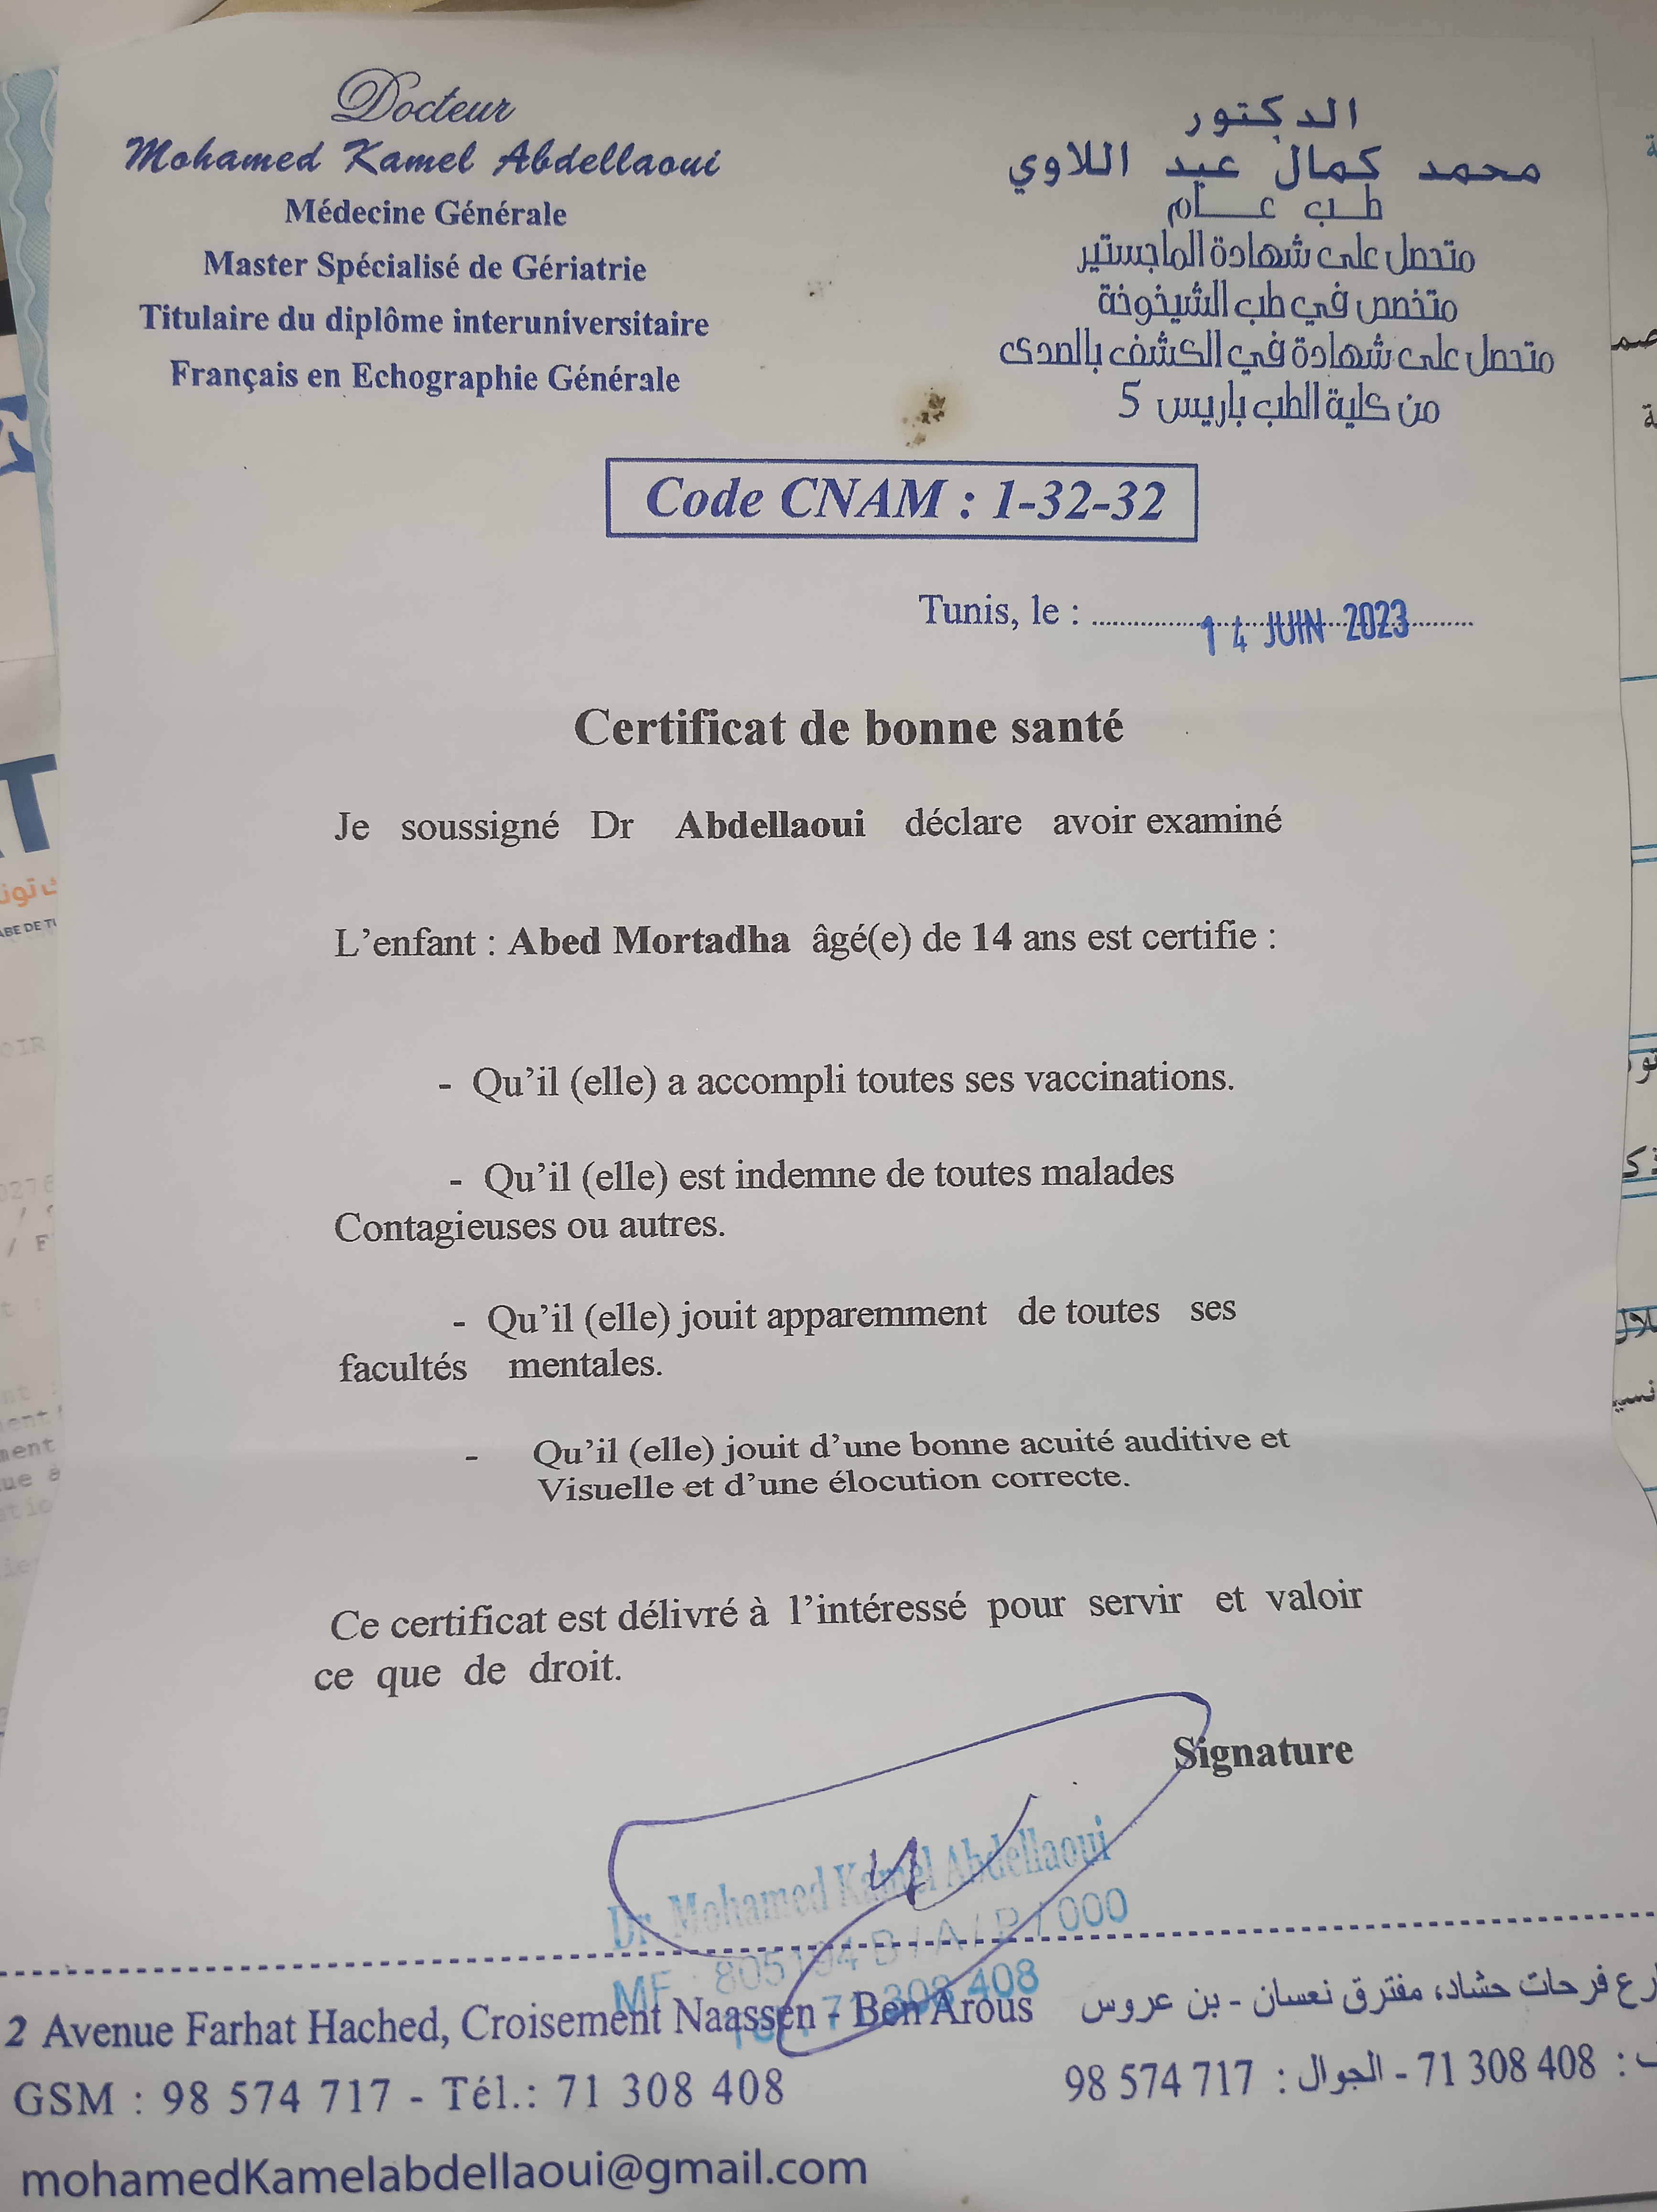 Docteur
Mohamed Kamel Abdellaoui
Médecine Générale
Master Spécialisé de Gériatrie
Titulaire du diplôme interuniversitaire
Français en Echographie Générale
الدكتور
محمد كمال عبد اللاوي
طب عام
متحصل على شهادة الماجستير
متخصص في طب الشيخوخة
متحصل على شهادة في الكشف بالصدى
من كلية الطب باريس 5
Code CNAM : 1-32-32
Tunis, le : 14 JUIN 2023
Certificat de bonne santé
Je soussigné Dr Abdellaoui déclare avoir examiné
L'enfant : Abed Mortadha âgé(e) de 14 ans est certifie :
- Qu'il (elle) a accompli toutes ses vaccinations.
- Qu'il (elle) est indemne de toutes malades
Contagieuses ou autres.
- Qu'il (elle) jouit apparemment de toutes ses
facultés mentales.
- Qu'il (elle) jouit d'une bonne acuité auditive et
Visuelle et d'une élocution correcte.
Ce certificat est délivré à l'intéressé pour servir et valoir
ce que de droit.
Signature
Dr Mohamed Kamel Abdellaoui
MF : 805194 B / A / P / 000
71 308 408
2 Avenue Farhat Hached, Croisement Naassen - Ben Arous
فرحات حشاد، مفترق نعسان - بن عروس
GSM : 98 574 717 - Tél.: 71 308 408
71 308 408 - الجوال : 98 574 717
mohamedKamelabdellaoui@gmail.com